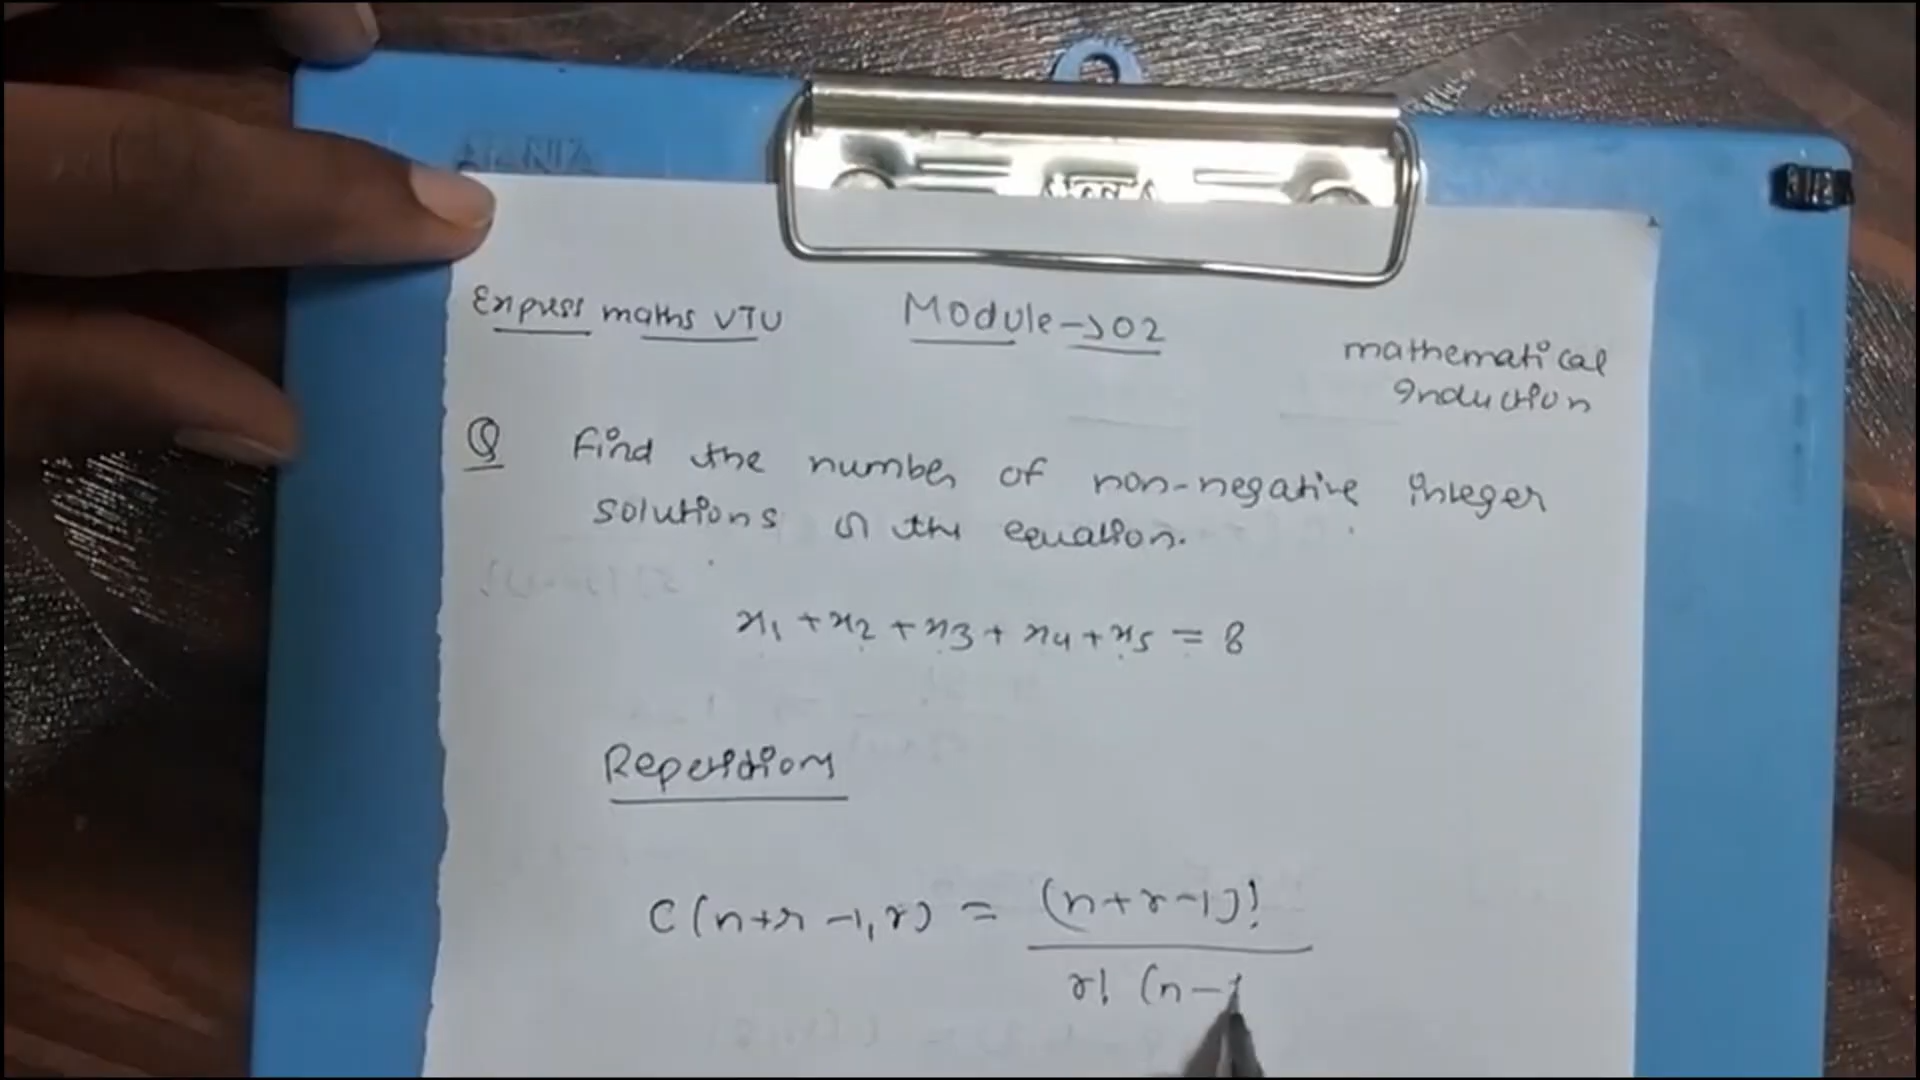 Express maths VTU
Module→02
mathematical
Induction
Q Find the number of non-negative integer
solutions of the equation.
x1 + x2 + x3 + x4 + x5 = 8
Repetition
C(n+r-1,r) = (n+r-1)!
r! (n-1